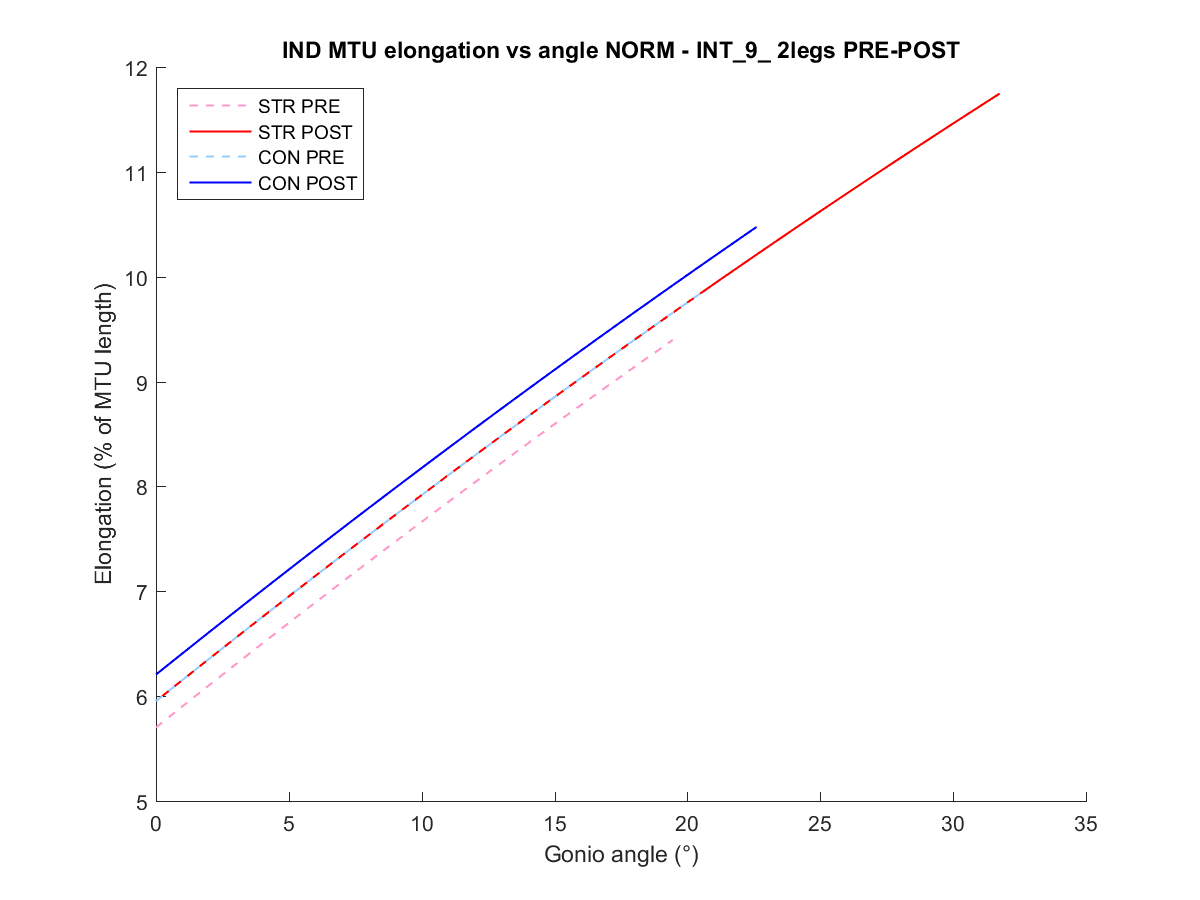 IND MTU elongation vs angle NORM - INT_9_ 2legs PRE-POST
STR PRE
STR POST
CON PRE
CON POST
Elongation (% of MTU length)
12
11
10
9
8
7
6
5
0 5 10 15 20 25 30 35
Gonio angle (°)